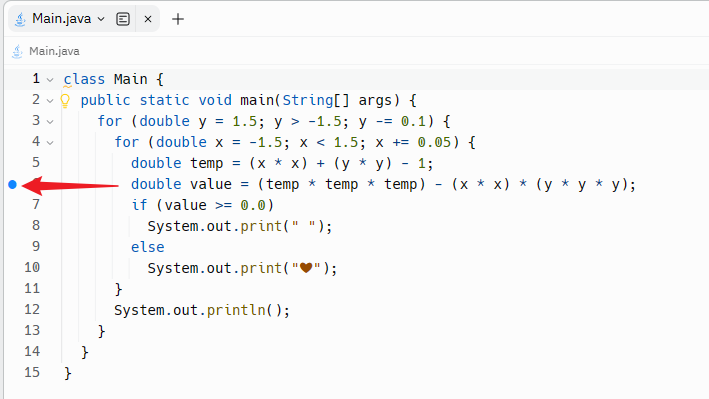 Main.java
Main.java
1 class Main {
2 public static void main(String[] args) {
3 for (double y = 1.5; y > -1.5; y -= 0.1) {
4 for (double x = -1.5; x < 1.5; x += 0.05) {
5 double temp = (x * x) + (y * y) - 1;
double value = (temp * temp * temp) - (x * x) * (y * y * y);
7 if (value >= 0.0)
8 System.out.print(" ");
9 else
10 System.out.print("🤎");
11 }
12 System.out.println();
13 }
14 }
15 }